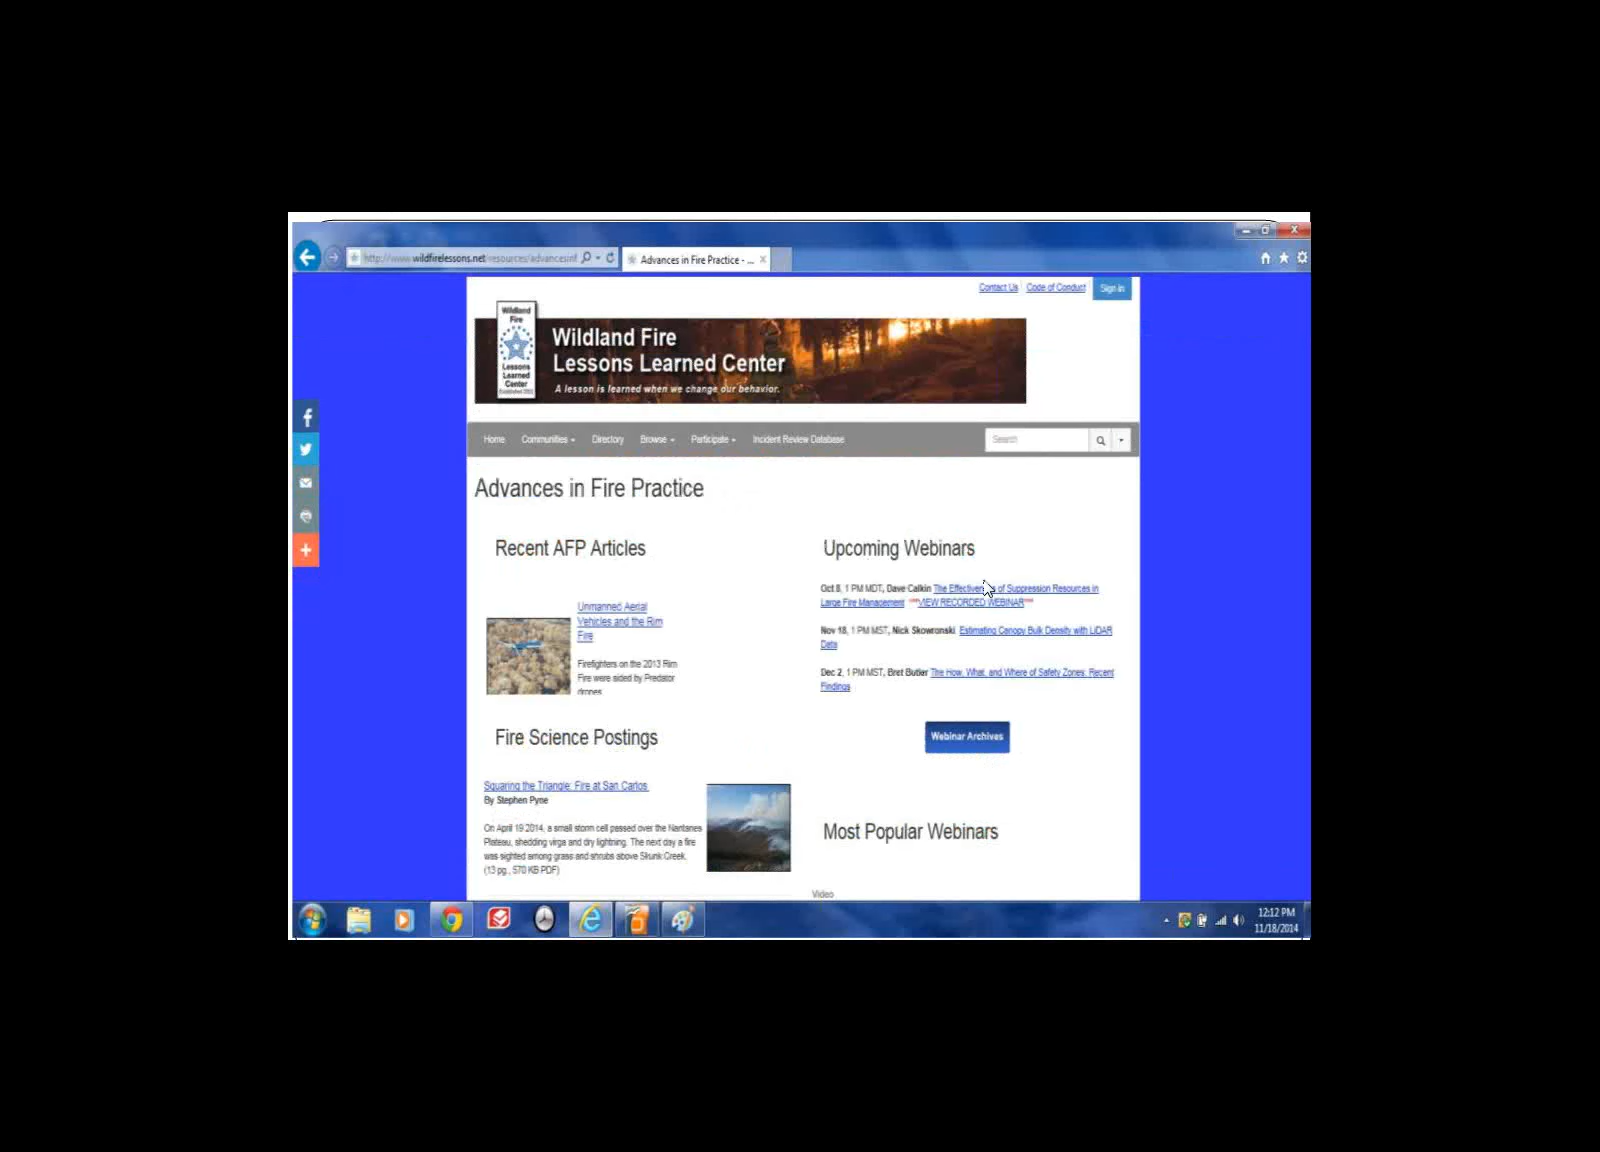 http://www.wildfirelessons.net/resources/advancesinf
Advances in Fire Practice - ...
Contact Us
Code of Conduct
Sign in
Wildland
Fire
Lessons
Learned
Center
Wildland Fire
Lessons Learned Center
A lesson is learned when we change our behavior.
Home
Communities
Directory
Browse
Participate
Incident Review Database
Search
Advances in Fire Practice
Recent AFP Articles
Unmanned Aerial
Vehicles and the Rim
Fire
Firefighters on the 2013 Rim
Fire were aided by Predator
drones
Fire Science Postings
Squaring the Triangle: Fire at San Carlos
By Stephen Pyne
On April 19 2014, a small storm cell passed over the Nantanes
Plateau, shedding virga and dry lightning. The next day a fire
was sighted among grass and shrubs above Skunk Creek.
(13 pg., 570 KB PDF)
Upcoming Webinars
Oct 8, 1 PM MDT, Dave Calkin The of Suppression Resources in
Large Fire Management ***VIEW RECORDED WEBINAR***
Nov 18, 1 PM MST, Nick Skowronski Estimating Canopy Bulk Density with LiDAR
Data
Dec 2, 1 PM MST, Bret Butler The How, What, and Where of Safety Zones: Recent
Findings
Webinar Archives
Most Popular Webinars
Video
12:12 PM
11/18/2014